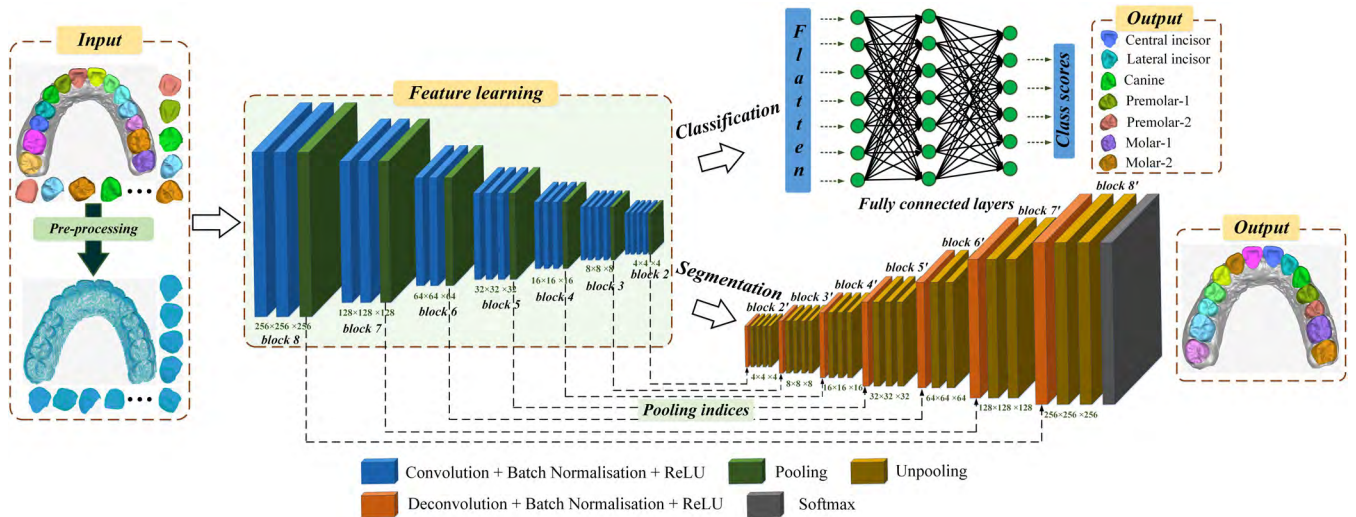 Input
Pre-processing
Feature learning
256×256 ×256
block 8
128×128 ×128
block 7
64×64 ×64
block 6
32×32 ×32
block 5
16×16 ×16
block 4
8×8 ×8
block 3
4×4 ×4
block 2
Classification
Flatten
Fully connected layers
Class scores
Output
Central incisor
Lateral incisor
Canine
Premolar-1
Premolar-2
Molar-1
Molar-2
Segmentation
block 2'
4×4 ×4
block 3'
8×8 ×8
block 4'
16×16 ×16
block 5'
32×32 ×32
block 6'
64×64 ×64
block 7'
128×128 ×128
block 8'
256×256 ×256
Output
Pooling indices
Convolution + Batch Normalisation + ReLU
Pooling
Unpooling
Deconvolution + Batch Normalisation + ReLU
Softmax